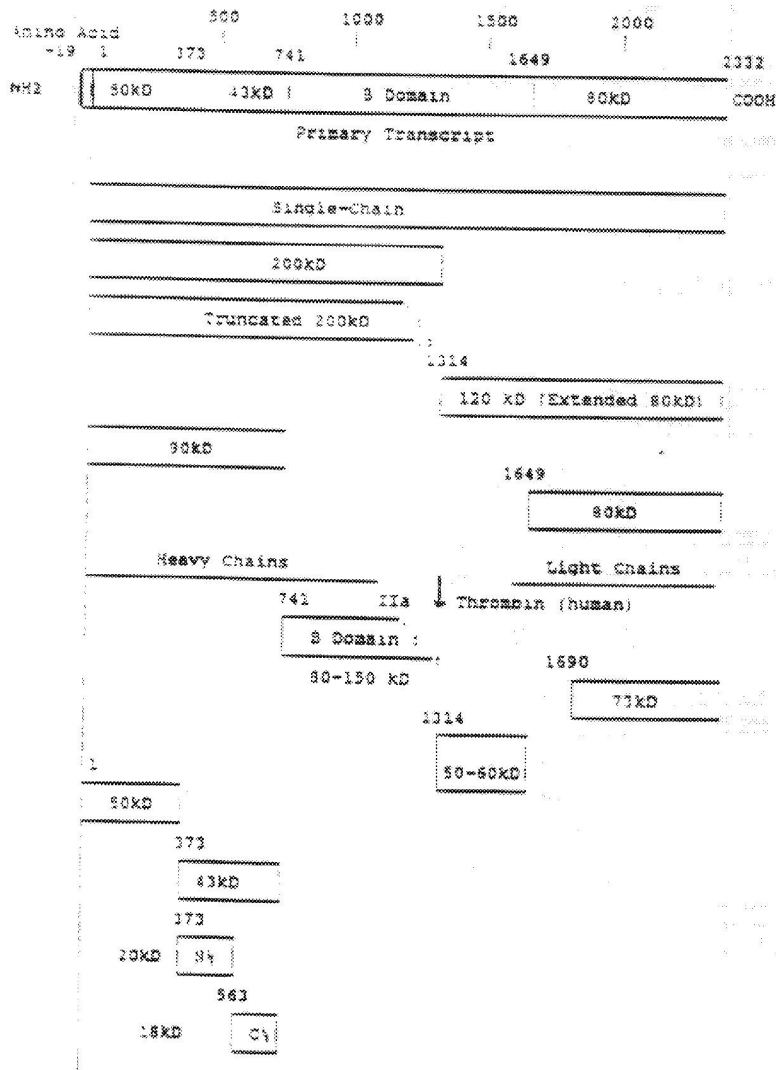 500 1000 1500 2000
Amino Acid
-19 1 373 741 1649 2332
NH2 50kD 43kD B Domain 80kD COOH
Primary Transcript
Single-Chain
200kD
Truncated 200kD
1314
120 kD (Extended 80kD)
90kD
1649
80kD
Heavy Chains Light Chains
741 IIa Thrombin (human)
B Domain
80-150 kD
1690
73kD
1314
50-60kD
1
50kD
373
43kD
373
20kD
563
18kD